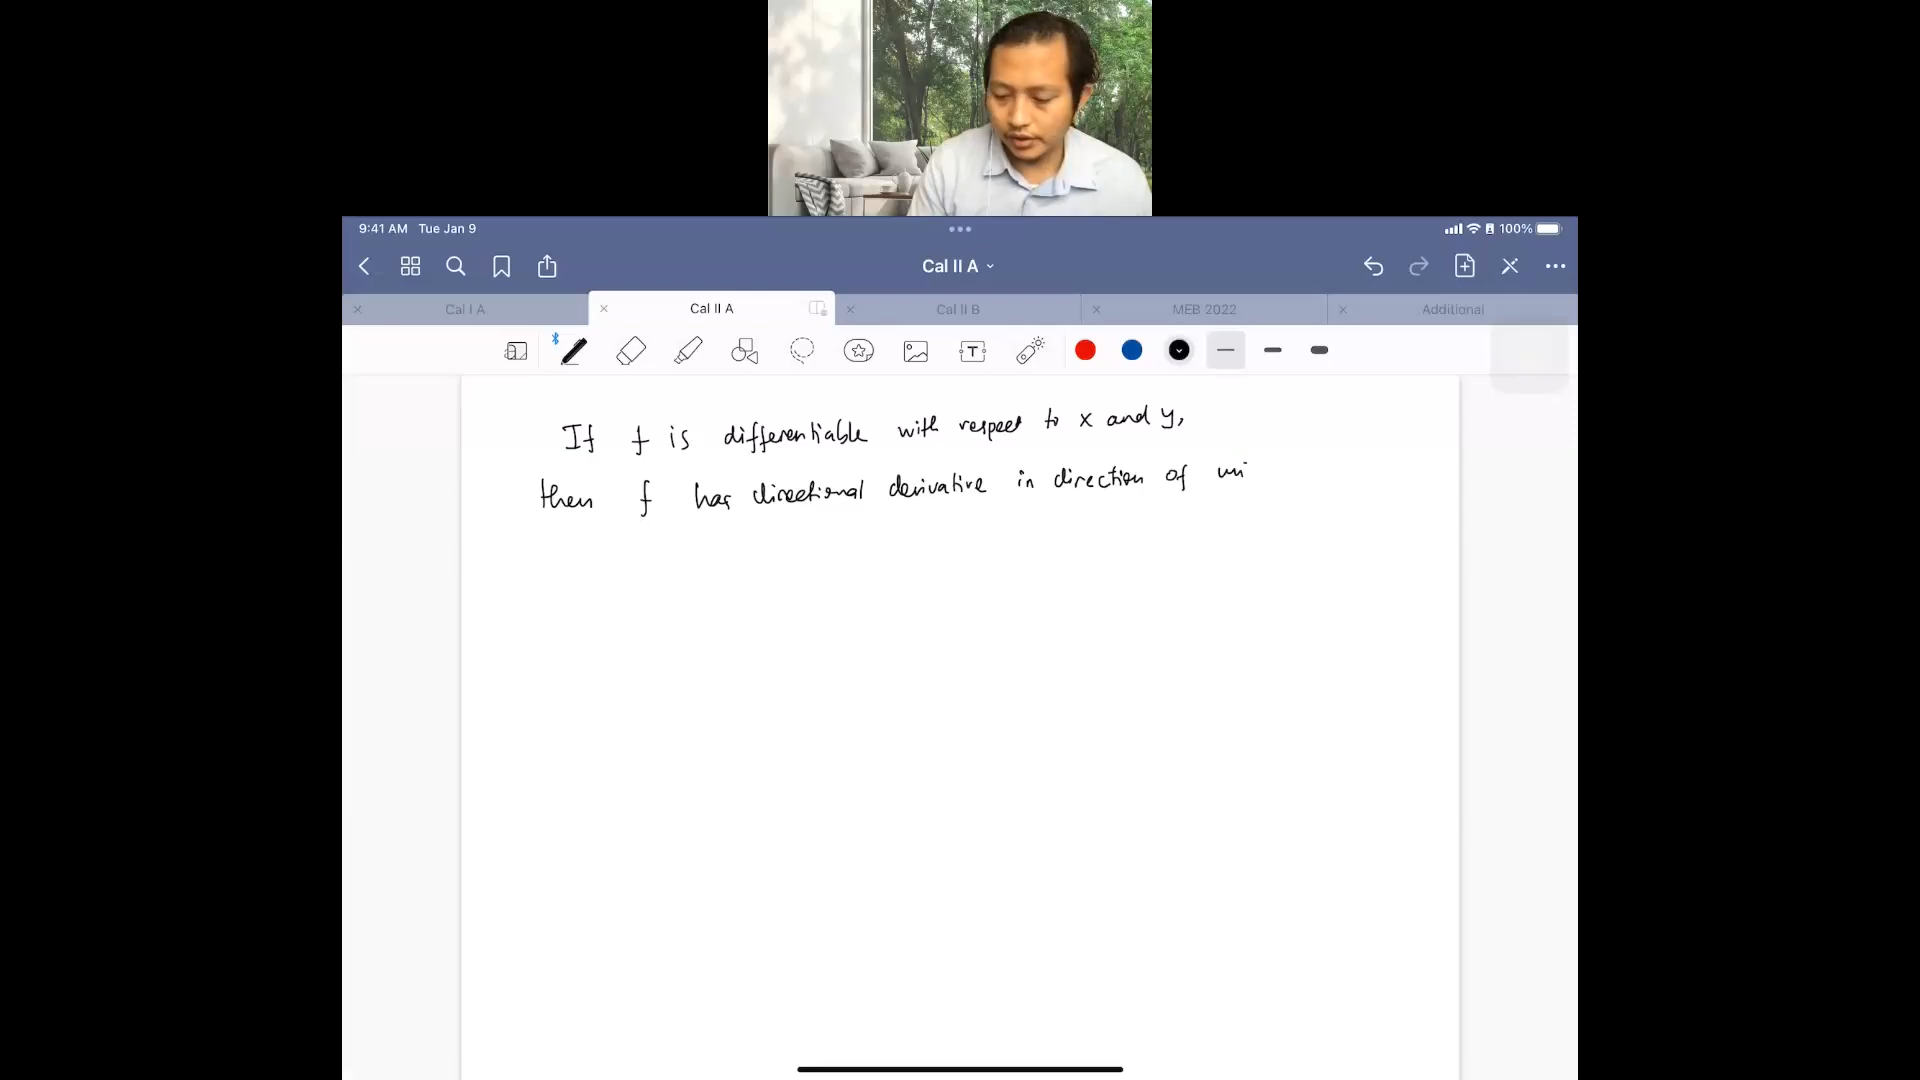 9:41 AM Tue Jan 9
100%
Cal II A
Cal I A
Cal II A
Cal II B
MEB 2022
Additional
T
If f is differentiable with respect to x and y,
then f has directional derivative in direction of uni